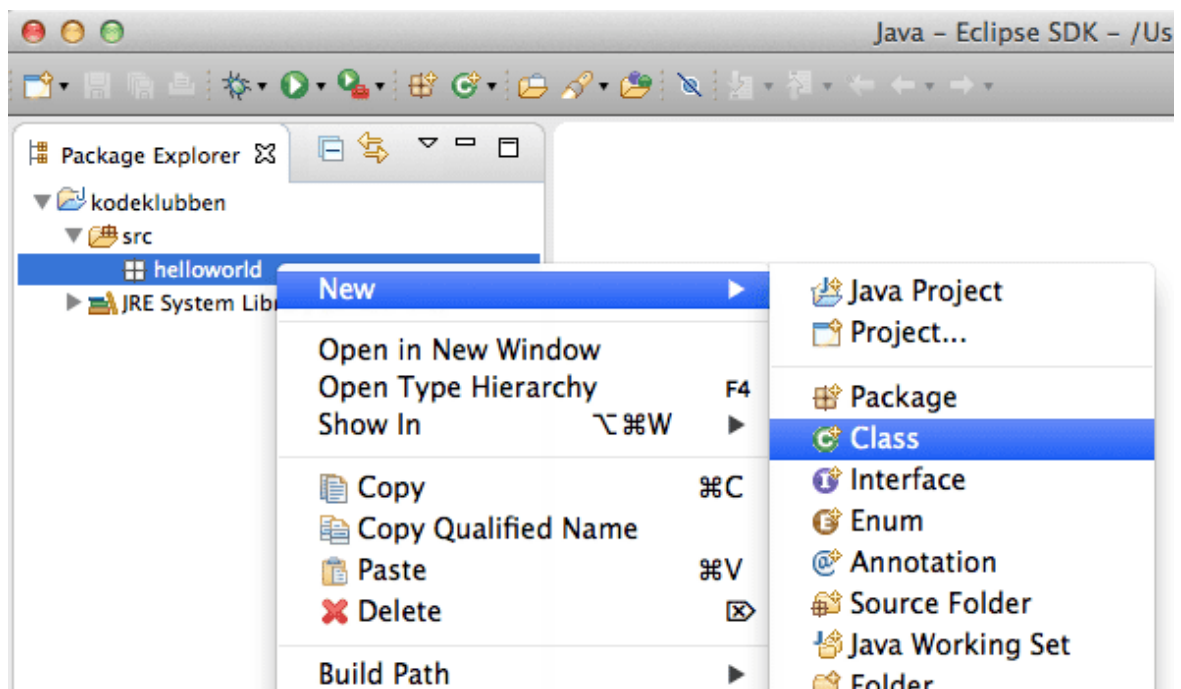 Java – Eclipse SDK – /Us
Package Explorer
kodeklubben
src
helloworld
JRE System Lib
New
Open in New Window
Open Type Hierarchy F4
Show In ⌥⌘W
Copy ⌘C
Copy Qualified Name
Paste ⌘V
Delete ⌦
Build Path
Java Project
Project...
Package
Class
Interface
Enum
Annotation
Source Folder
Java Working Set
Folder